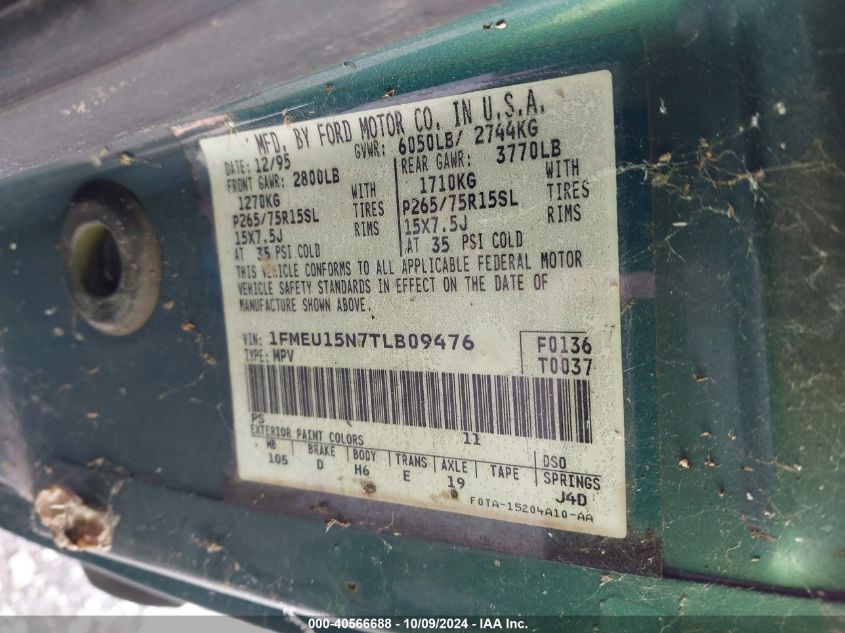 MFD. BY FORD MOTOR CO. IN U.S.A.
DATE: 12/95 GVWR: 6050LB/ 2744KG
FRONT GAWR: 2800LB REAR GAWR: 3770LB
1270KG WITH 1710KG WITH
P265/75R15SL TIRES P265/75R15SL TIRES
15X7.5J RIMS 15X7.5J RIMS
AT 35 PSI COLD AT 35 PSI COLD
THIS VEHICLE CONFORMS TO ALL APPLICABLE FEDERAL MOTOR
VEHICLE SAFETY STANDARDS IN EFFECT ON THE DATE OF
MANUFACTURE SHOWN ABOVE.
VIN: 1FMEU15N7TLB09476 F0136
TYPE: MPV T0037
PS 11
EXTERIOR PAINT COLORS DSO
WB BRAKE BODY TRANS AXLE TAPE SPRINGS
105 D H6 E 19 J4D
F0TA-15204A10-AA
000-40566688 - 10/09/2024 - IAA Inc.